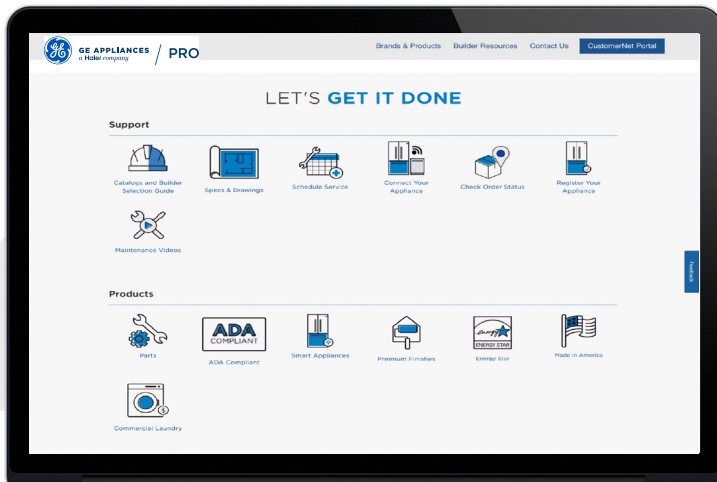 GE APPLIANCES
a Haier company
PRO
Brands & Products
Builder Resources
Contact Us
CustomerNet Portal
LET'S GET IT DONE
Support
Catalogs and Builder
Selection Guide
Specs & Drawings
Schedule Service
Connect Your
Appliance
Check Order Status
Register Your
Appliance
Maintenance Videos
Feedback
Products
Parts
ADA
COMPLIANT
ADA Compliant
Smart Appliances
Premium Finishes
energy
ENERGY STAR
Energy Star
Made in America
Commercial Laundry